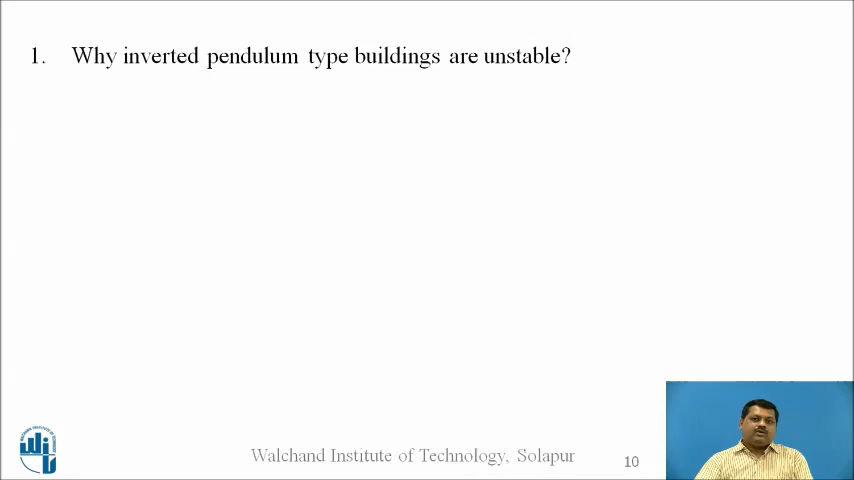 1. Why inverted pendulum type buildings are unstable?
Walchand Institute of Technology, Solapur
10